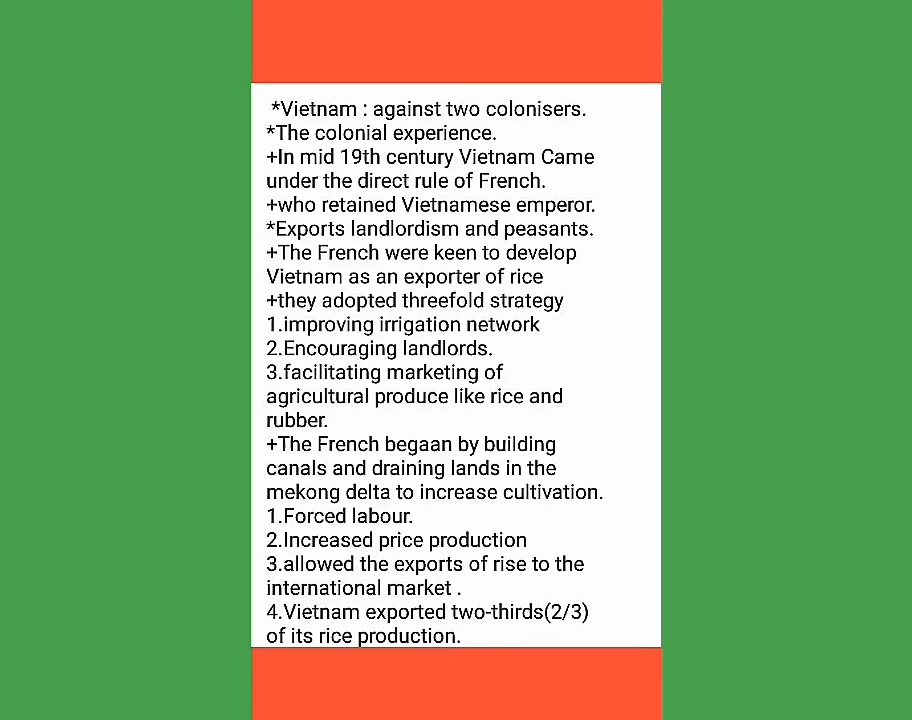 *Vietnam : against two colonisers.
*The colonial experience.
+In mid 19th century Vietnam Came
under the direct rule of French.
+who retained Vietnamese emperor.
*Exports landlordism and peasants.
+The French were keen to develop
Vietnam as an exporter of rice
+they adopted threefold strategy
1.improving irrigation network
2.Encouraging landlords.
3.facilitating marketing of
agricultural produce like rice and
rubber.
+The French begaan by building
canals and draining lands in the
mekong delta to increase cultivation.
1.Forced labour.
2.Increased price production
3.allowed the exports of rise to the
international market .
4.Vietnam exported two-thirds(2/3)
of its rice production.